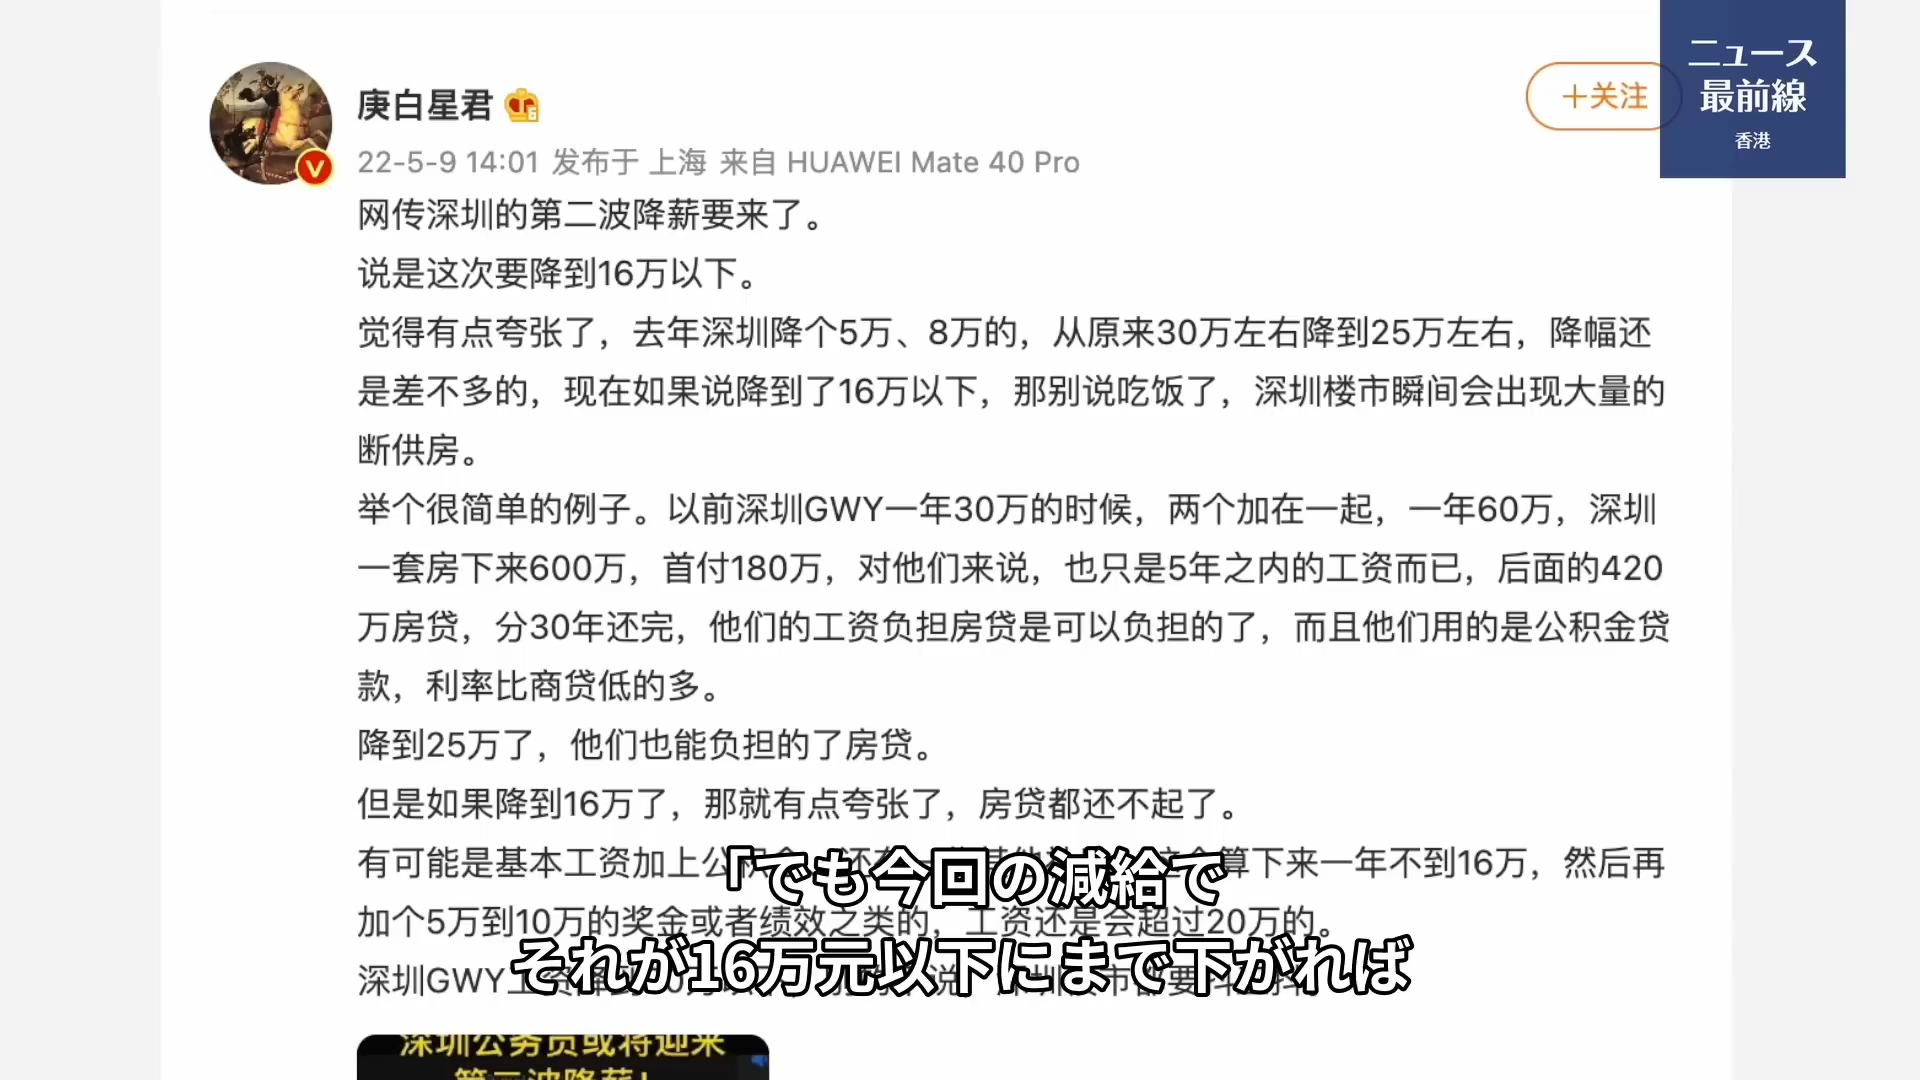 庚白星君
22-5-9 14:01 发布于 上海 来自 HUAWEI Mate 40 Pro
+关注
ニュース
最前線
香港
网传深圳的第二波降薪要来了。
说是这次要降到16万以下。
觉得有点夸张了，去年深圳降个5万、8万的，从原来30万左右降到25万左右，降幅还
是差不多的，现在如果说降到了16万以下，那别说吃饭了，深圳楼市瞬间会出现大量的
断供房。
举个很简单的例子。以前深圳GWY一年30万的时候，两个加在一起，一年60万，深圳
一套房下来600万，首付180万，对他们来说，也只是5年之内的工资而已，后面的420
万房贷，分30年还完，他们的工资负担房贷是可以负担的了，而且他们用的是公积金贷
款，利率比商贷低的多。
降到25万了，他们也能负担的了房贷。
但是如果降到16万了，那就有点夸张了，房贷都还不起了。
有可能是基本工资加上公 算下来一年不到16万，然后再
加个5万到10万的奖金或者绩效之类的，工资还是会超过20万的。
深圳GWY
「でも今回の減給で
それが16万元以下にまで下がれば
深圳公务员或将迎来
第二波降薪！